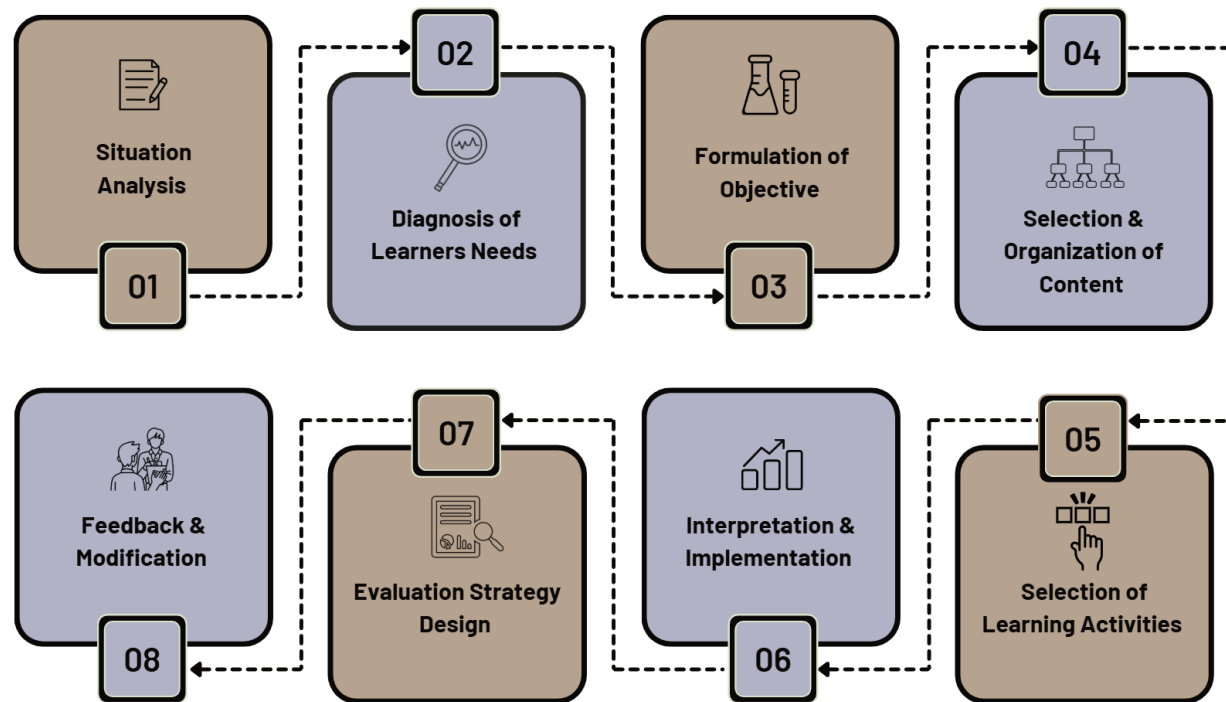 Situation
Analysis
01
02
Diagnosis of
Learners Needs
Formulation of
Objective
03
04
Selection &
Organization of
Content
05
Selection of
Learning Activities
Interpretation &
Implementation
06
07
Evaluation Strategy
Design
Feedback &
Modification
08